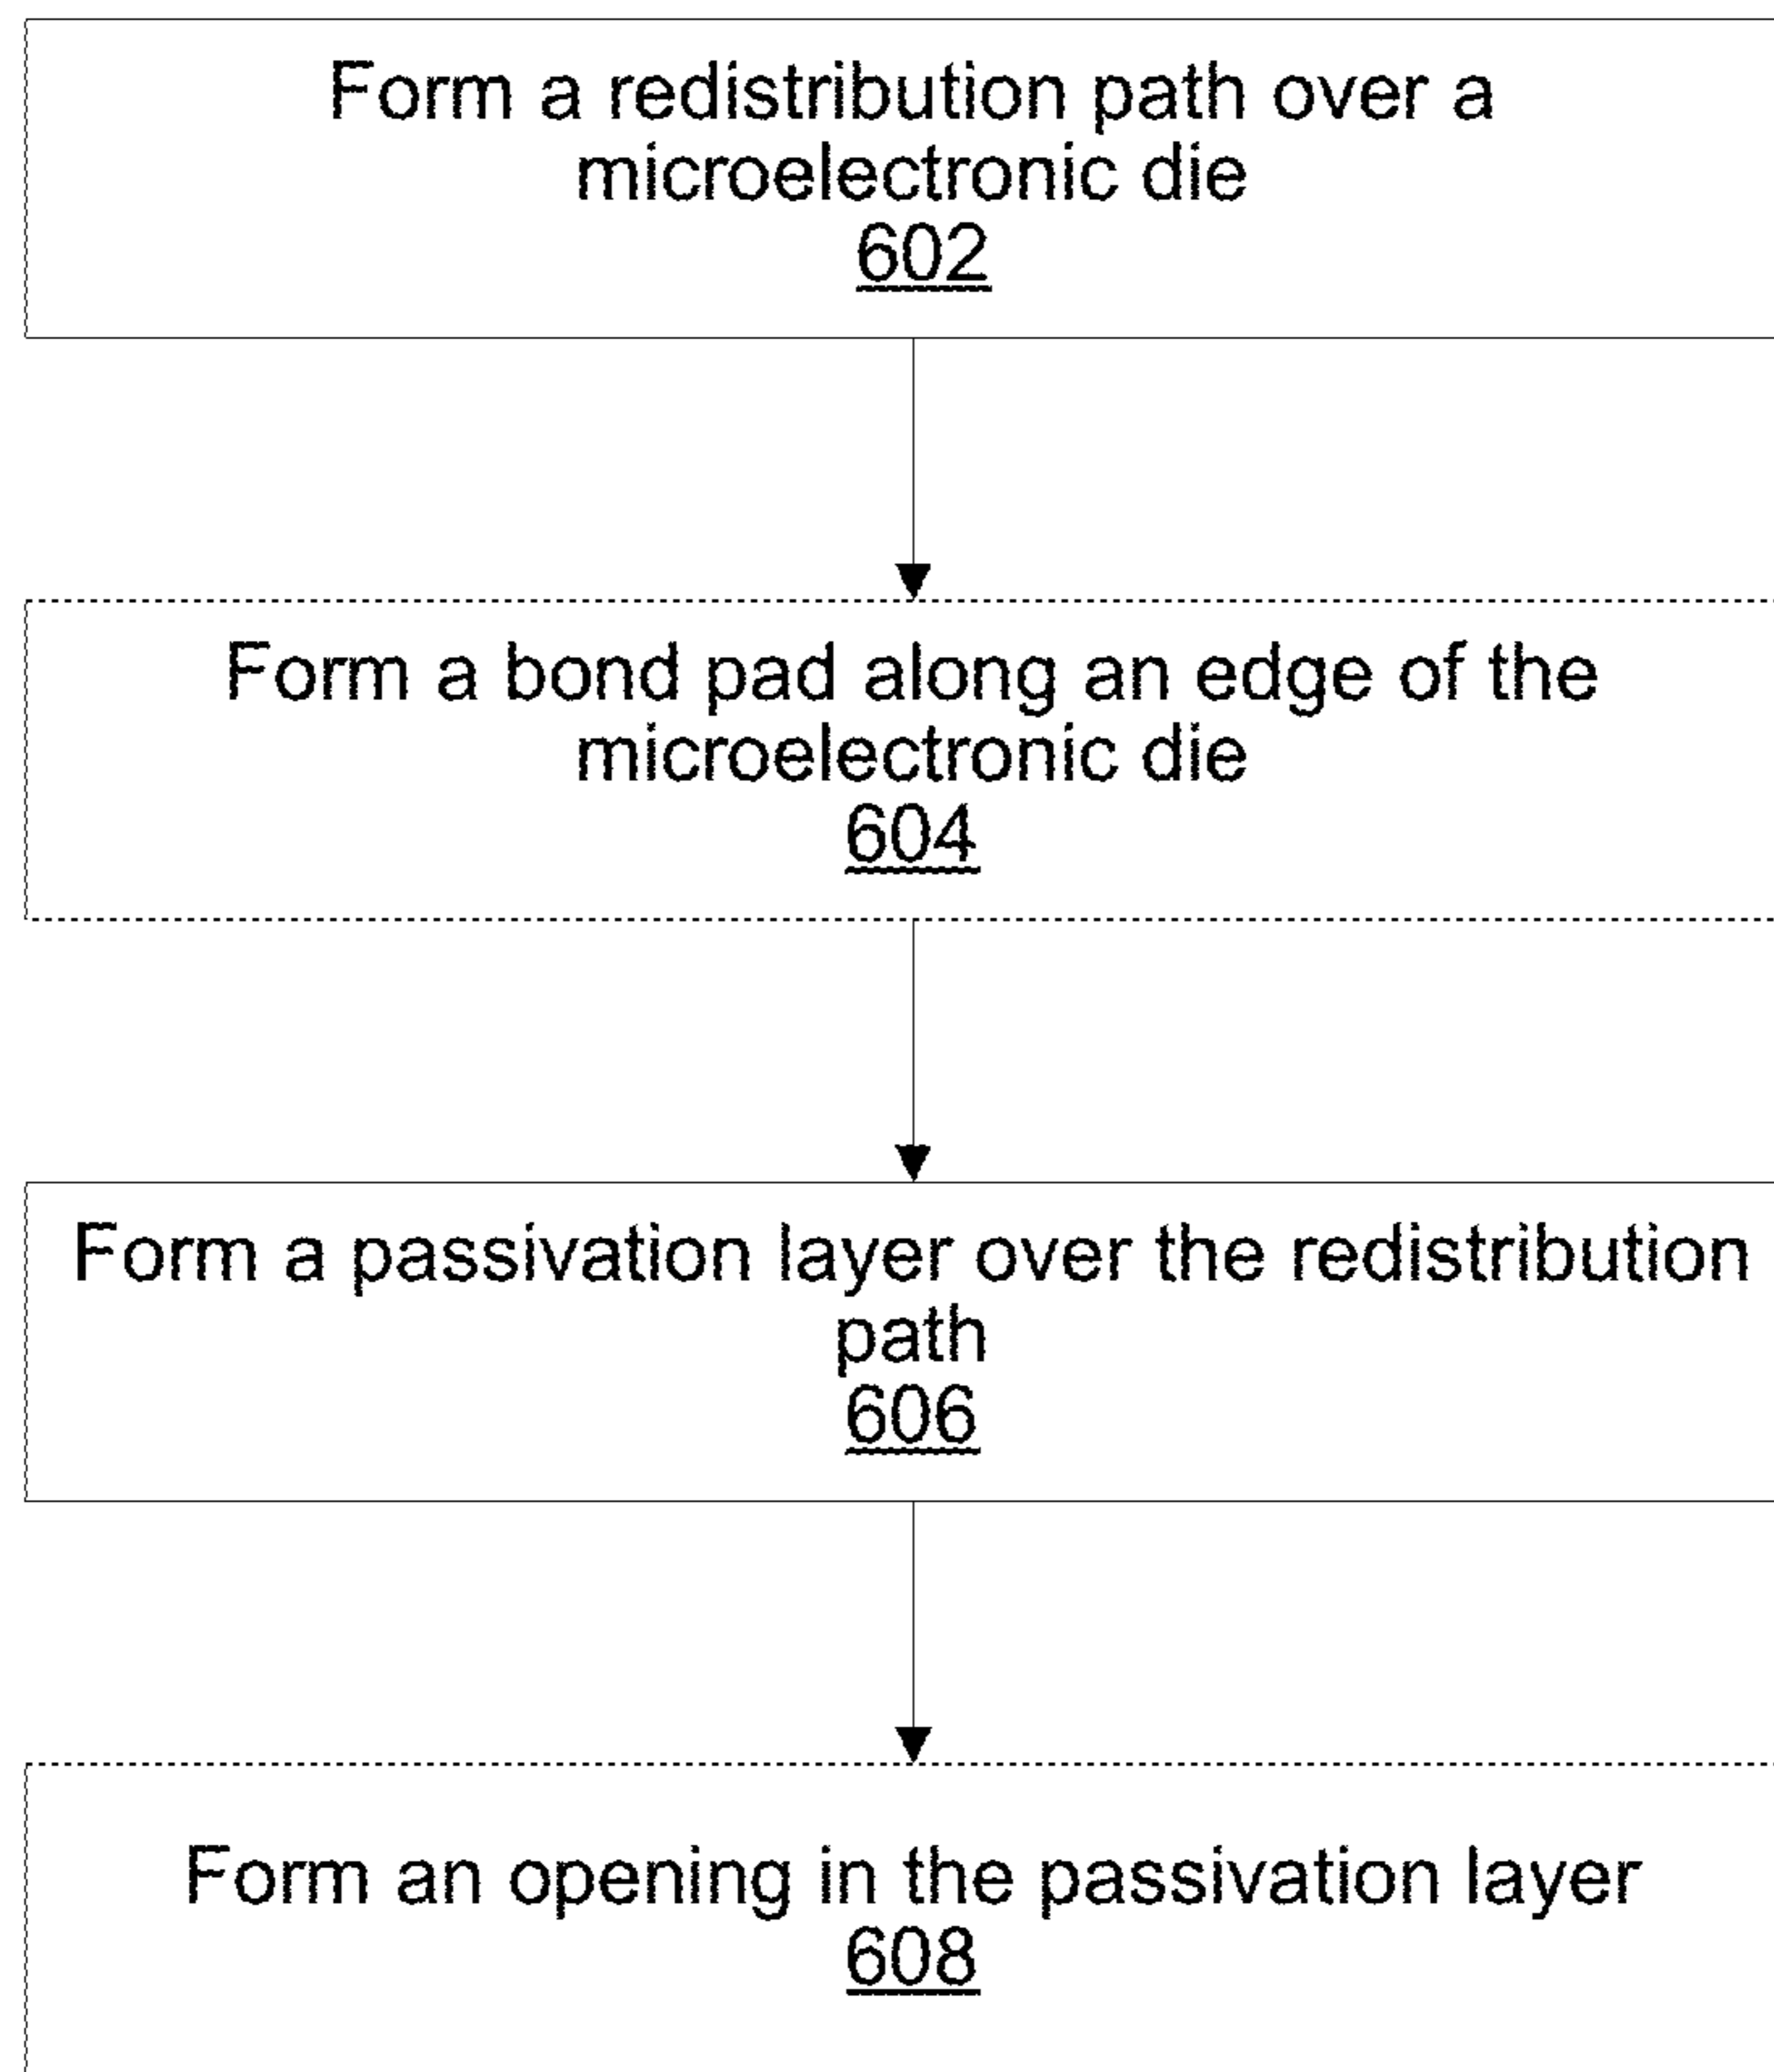 Form a redistribution path over a
microelectronic die
602
Form a bond pad along an edge of the
microelectronic die
604
Form a passivation layer over the redistribution
path
606
Form an opening in the passivation layer
608